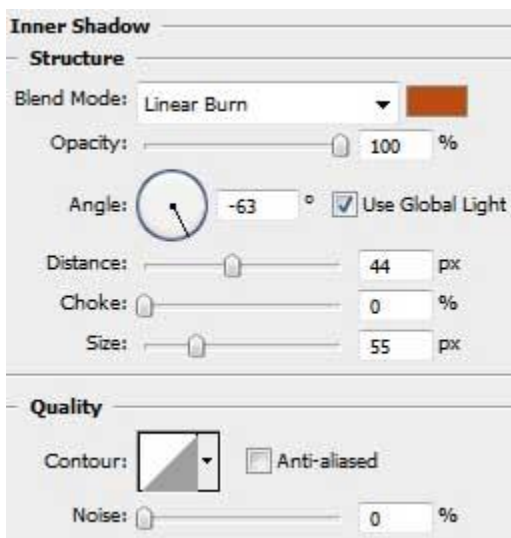 Inner Shadow
Structure
Blend Mode: Linear Burn
Opacity: 100 %
Angle: -63 ° Use Global Light
Distance: 44 px
Choke: 0 %
Size: 55 px
Quality
Contour: Anti-aliased
Noise: 0 %